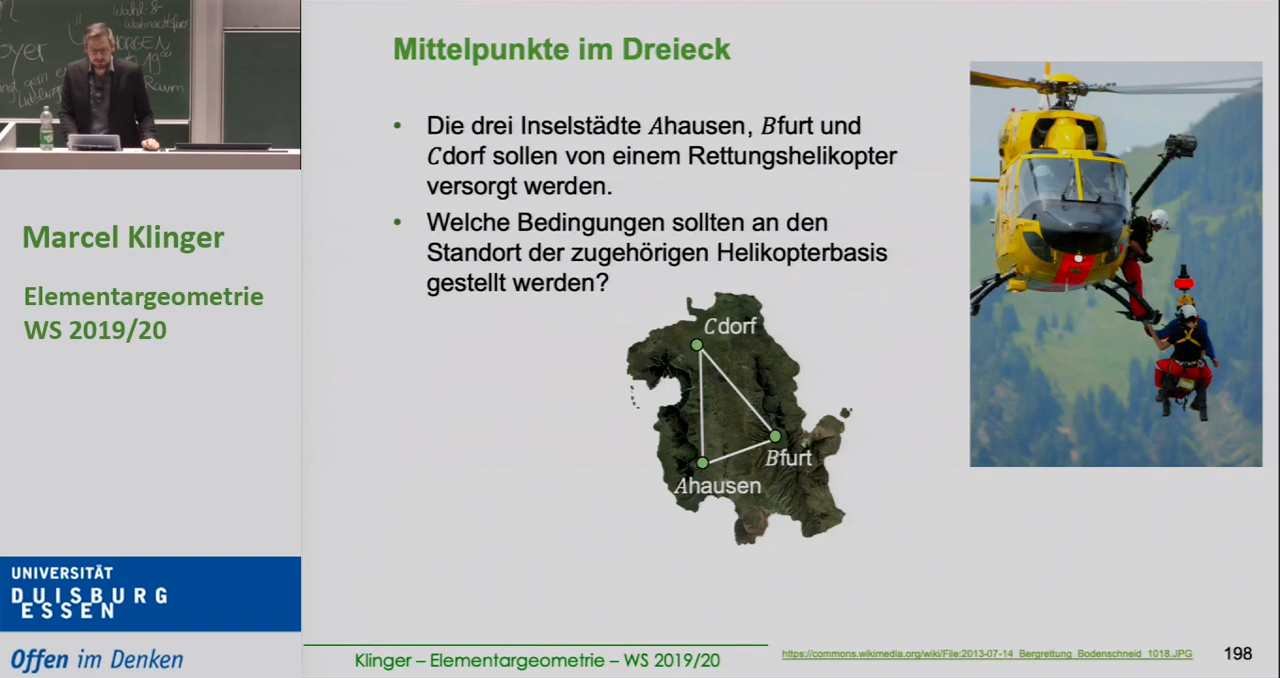 Wahl-&
MORGEN
Raum
Marcel Klinger
Elementargeometrie
WS 2019/20
UNIVERSITÄT
DUISBURG
ESSEN
Offen im Denken
Mittelpunkte im Dreieck
• Die drei Inselstädte Ahausen, Bfurt und
Cdorf sollen von einem Rettungshelikopter
versorgt werden.
• Welche Bedingungen sollten an den
Standort der zugehörigen Helikopterbasis
gestellt werden?
Cdorf
Bfurt
Ahausen
Klinger – Elementargeometrie – WS 2019/20
https://commons.wikimedia.org/wiki/File:2013-07-14_Bergrettung_Bodenschneid_1018.JPG
198